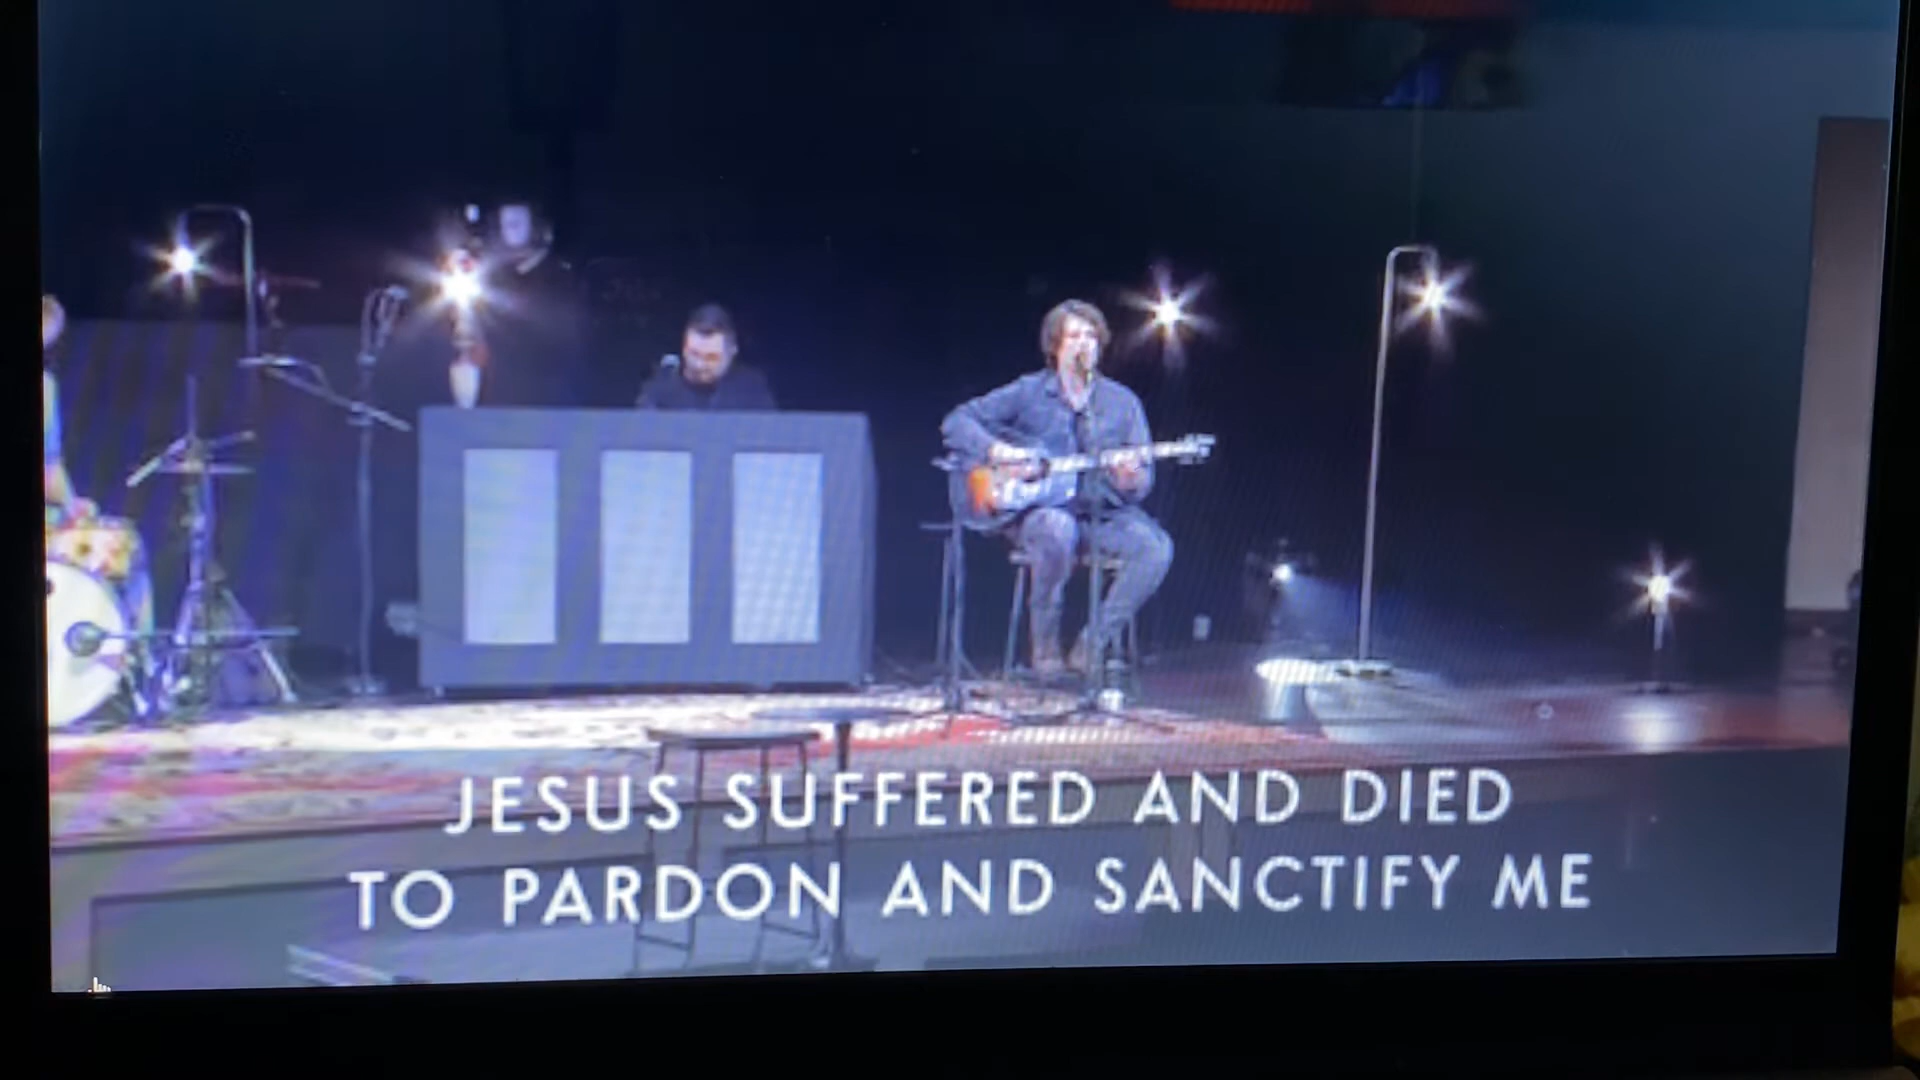 JESUS SUFFERED AND DIED
TO PARDON AND SANCTIFY ME